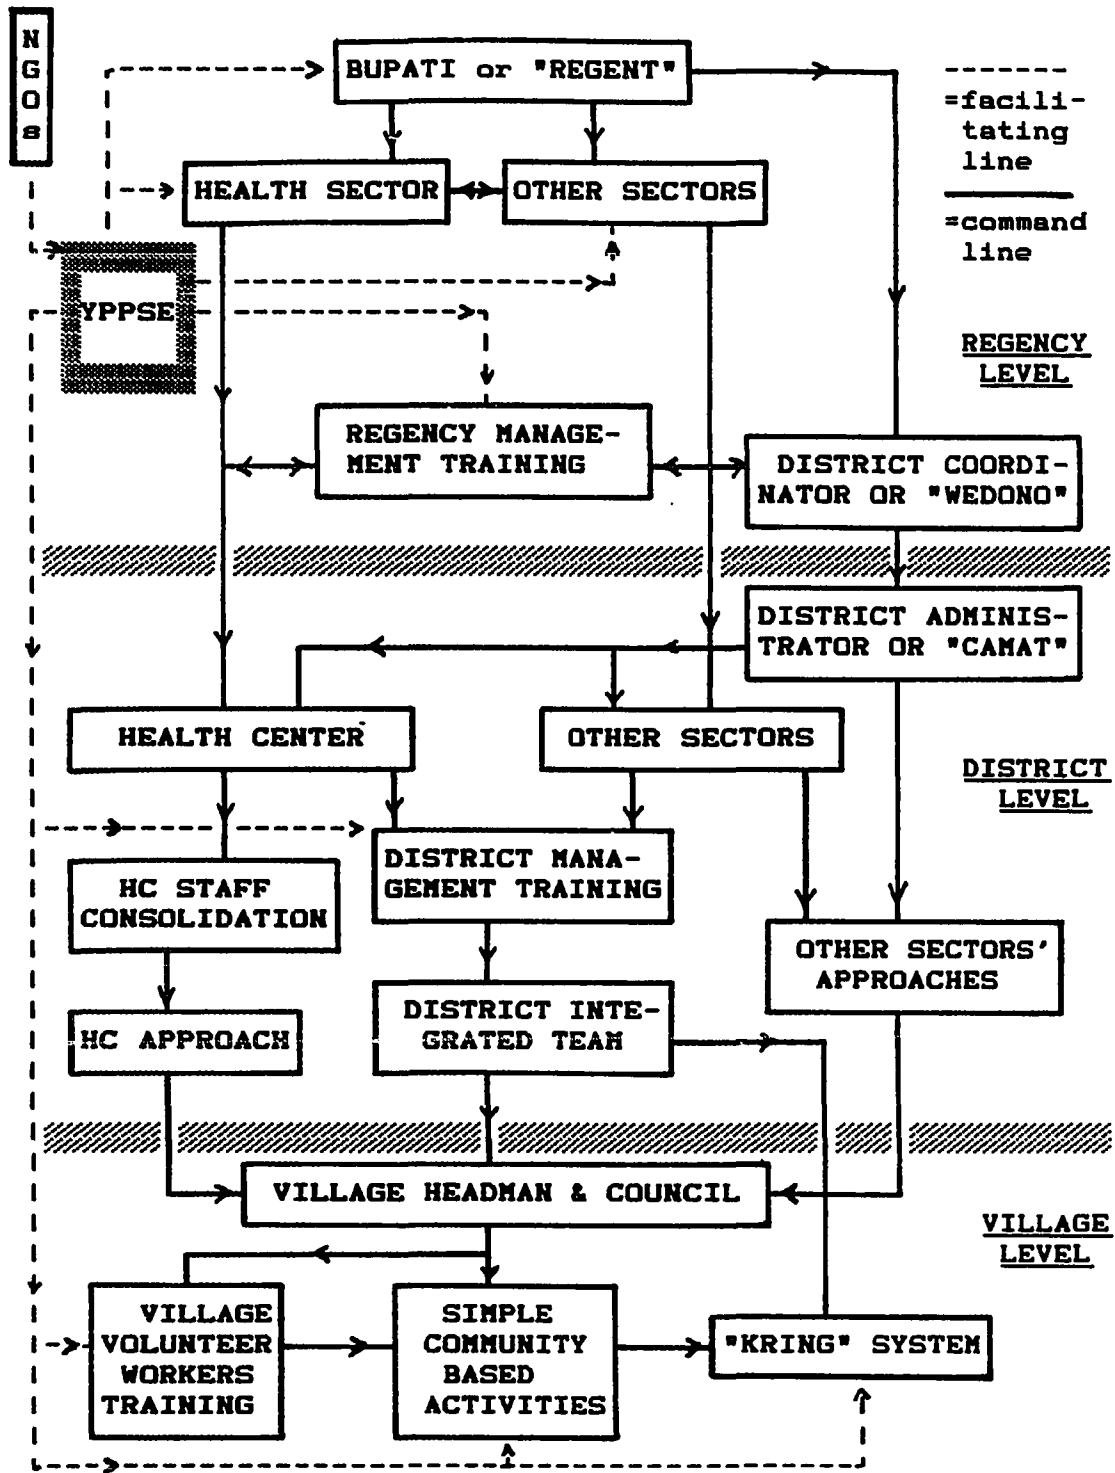 N
G
O
s
BUPATI or "REGENT"
-----
=facili-
tating
line
HEALTH SECTOR
OTHER SECTORS
=command
line
YPPSE
REGENCY
LEVEL
REGENCY MANAGE-
MENT TRAINING
DISTRICT COORDI-
NATOR OR "WEDONO"
DISTRICT ADMINIS-
TRATOR OR "CAMAT"
HEALTH CENTER
OTHER SECTORS
DISTRICT
LEVEL
DISTRICT MANA-
GEMENT TRAINING
HC STAFF
CONSOLIDATION
OTHER SECTORS'
APPROACHES
DISTRICT INTE-
GRATED TEAM
HC APPROACH
VILLAGE HEADMAN & COUNCIL
VILLAGE
LEVEL
VILLAGE
VOLUNTEER
WORKERS
TRAINING
SIMPLE
COMMUNITY
BASED
ACTIVITIES
"KRING" SYSTEM